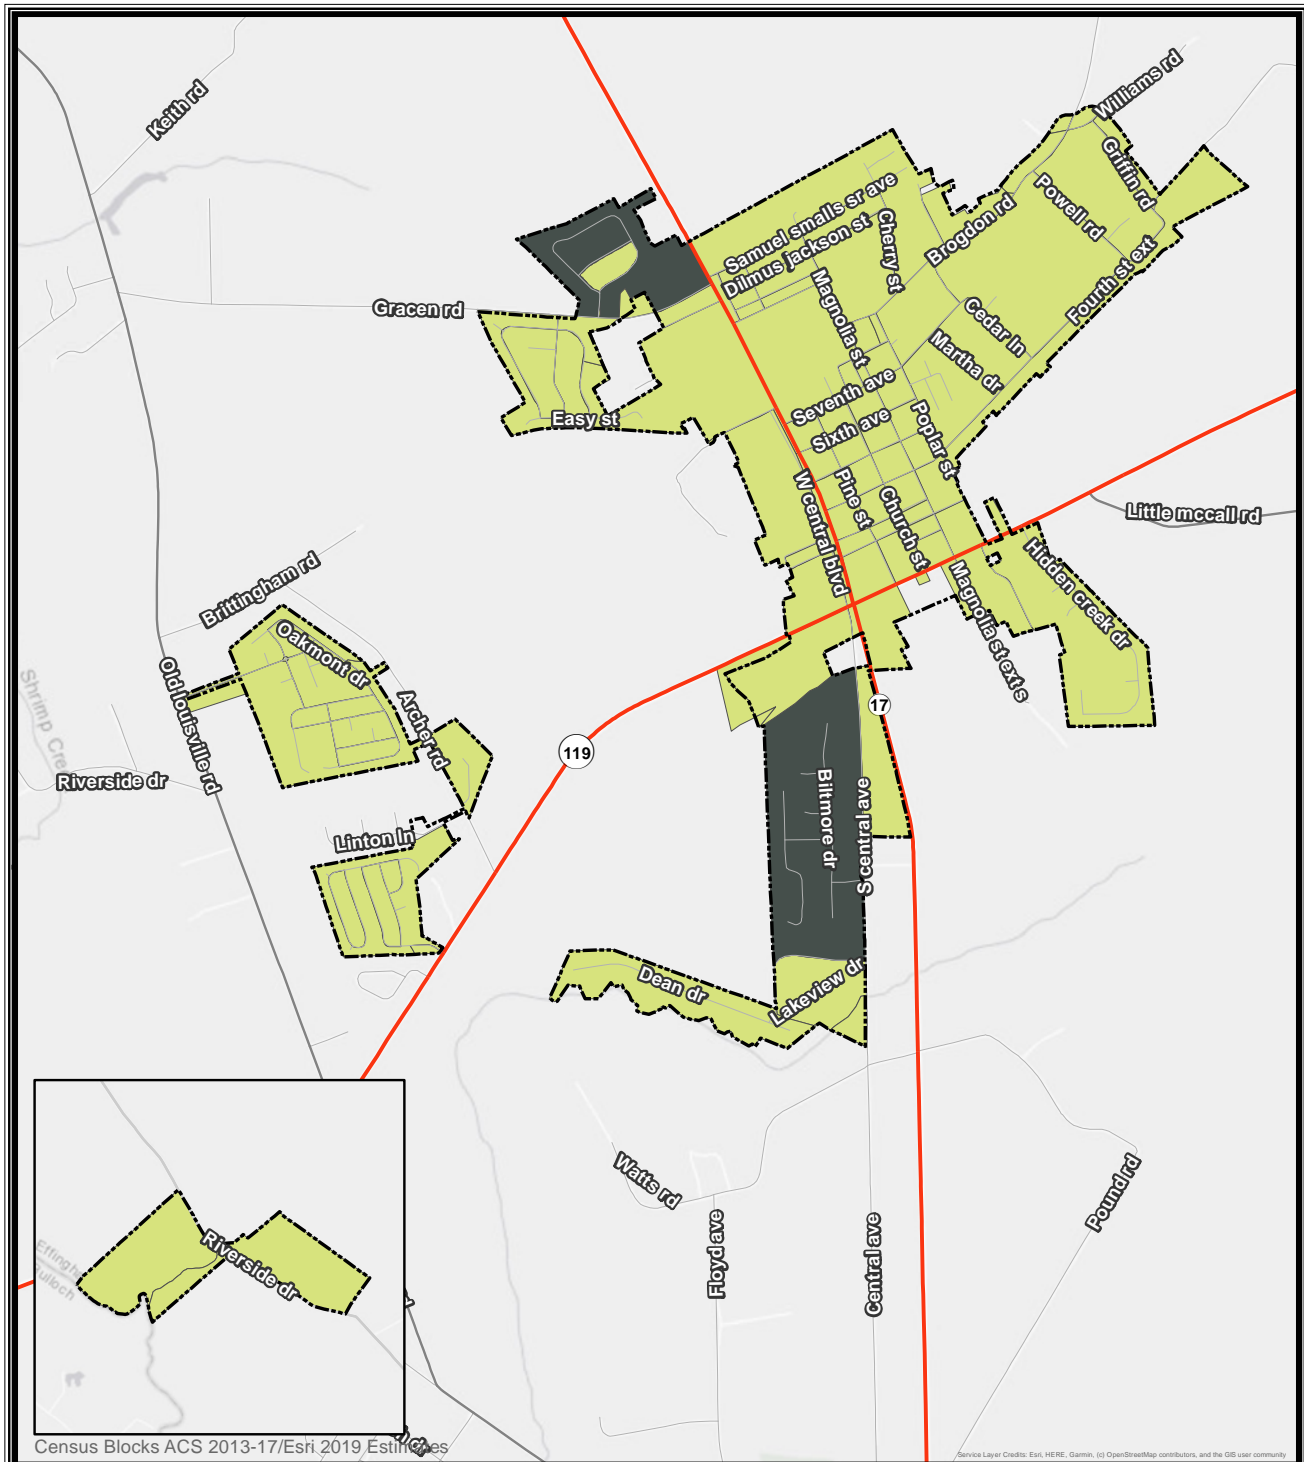 Keith rd
Williams rd
Griffin rd
Samuel smalls sr ave
Powell rd
Cherry st
Brogdon rd
Dilmus jackson st
Fourth st ext
Gracen rd
Magnolia st
Cedar ln
Martha dr
Seventh ave
Easy st
Sixth ave
Poplar st
W central blvd
Pine st
Church st
Little mccall rd
Hidden creek dr
Brittingham rd
Magnolia st ext s
Oakmont dr
Old louisville rd
Shrimp Cre
Archer rd
17
119
Riverside dr
Biltmore dr
S central ave
Linton ln
Dean dr
Lakeview dr
Watts rd
Pound rd
Floyd ave
Central ave
Riverside dr
Effingh
Bulloch
Census Blocks ACS 2013-17/Esri 2019 Estimates
Service Layer Credits: Esri, HERE, Garmin, (c) OpenStreetMap contributors, and the GIS user community